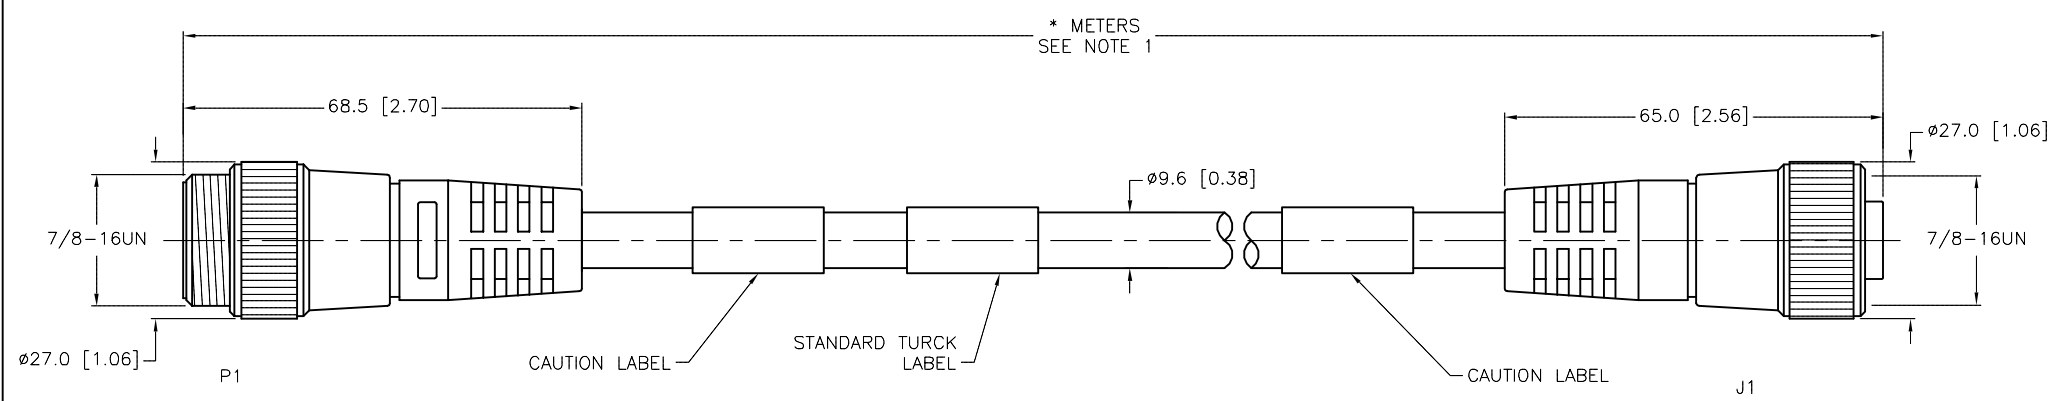 * METERS
SEE NOTE 1
68.5 [2.70]
65.0 [2.56]
ø27.0 [1.06]
ø9.6 [0.38]
7/8-16UN
7/8-16UN
ø27.0 [1.06]
P1
CAUTION LABEL
STANDARD TURCK
LABEL
CAUTION LABEL
J1